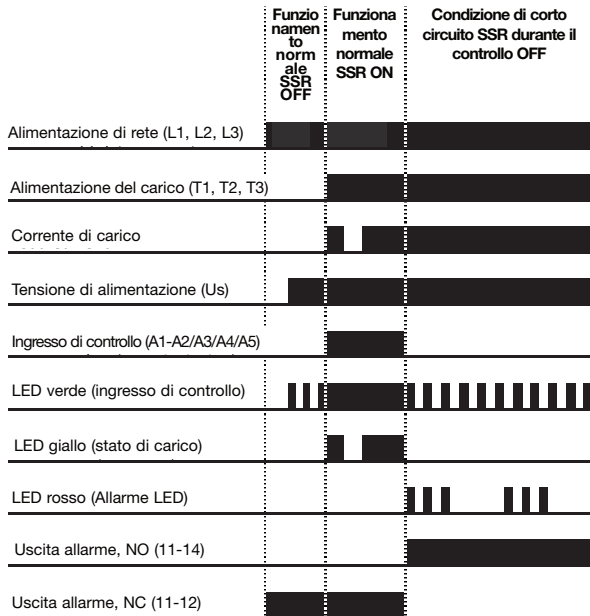 Funzio
namen
to
norm
ale
SSR
OFF
Funziona
mento
normale
SSR ON
Condizione di corto
circuito SSR durante il
controllo OFF
Alimentazione di rete (L1, L2, L3)
Alimentazione del carico (T1, T2, T3)
Corrente di carico
Tensione di alimentazione (Us)
Ingresso di controllo (A1-A2/A3/A4/A5)
LED verde (ingresso di controllo)
LED giallo (stato di carico)
LED rosso (Allarme LED)
Uscita allarme, NO (11-14)
Uscita allarme, NC (11-12)